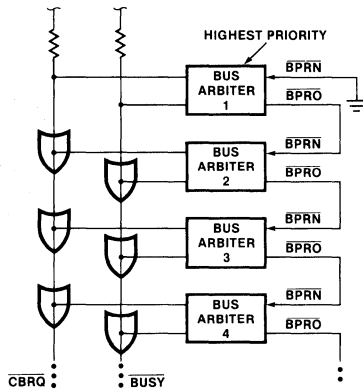 HIGHEST PRIORITY
BUS
ARBITER
1
BPRN
BPRO
BUS
ARBITER
2
BPRN
BPRO
BUS
ARBITER
3
BPRN
BPRO
BUS
ARBITER
4
BPRN
BPRO
CBRQ
BUSY